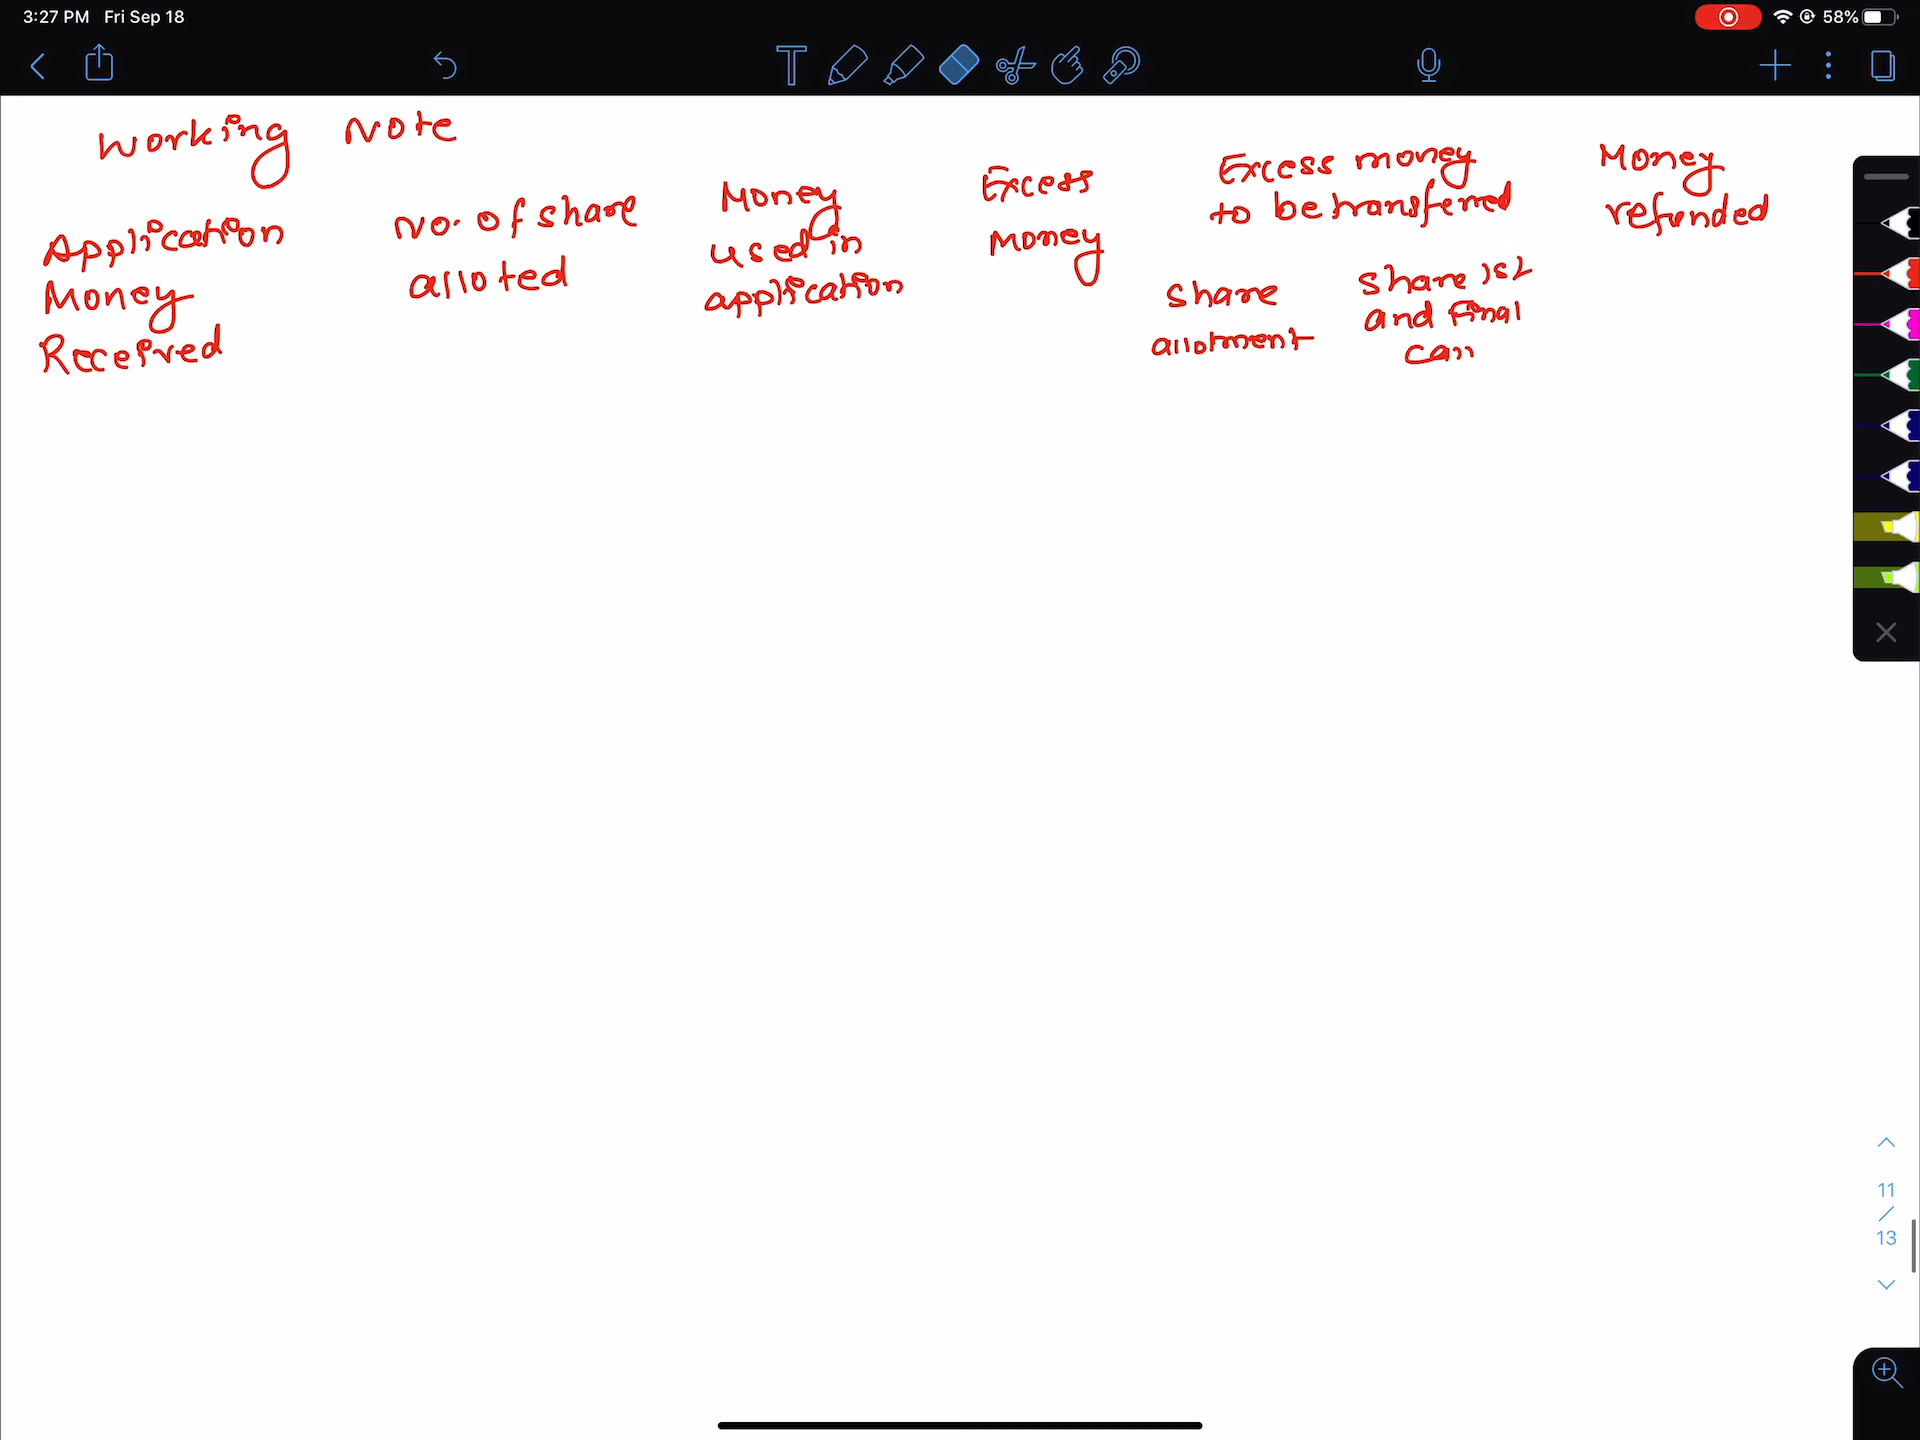 3:27 PM Fri Sep 18
58%
Working Note
Application
Money
Received
No. of share
alloted
Money
used in
application
Excess
Money
Excess money
to be transferred
Share
allotment
Share 1st
and final
call
Money
refunded
11
/
13